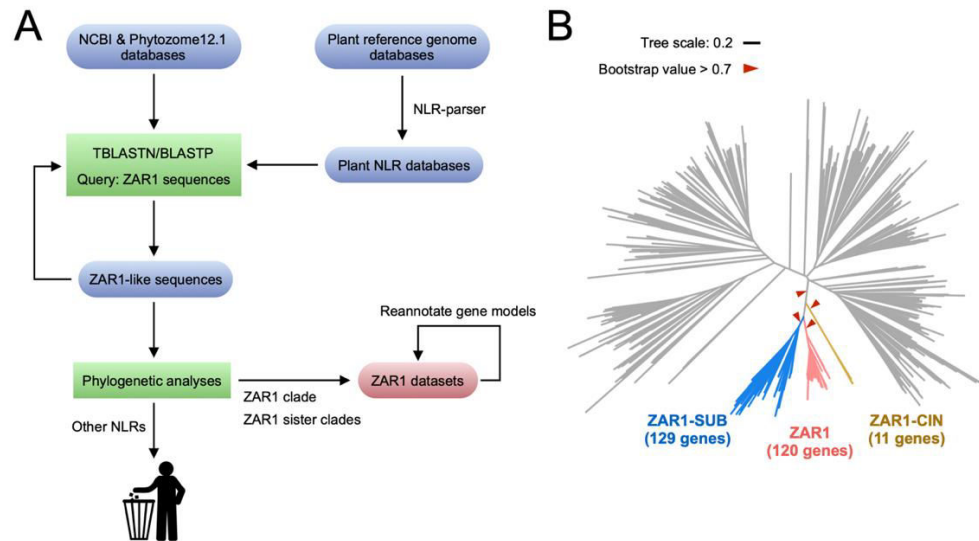 A
NCBI & Phytozome12.1
databases
Plant reference genome
databases
NLR-parser
TBLASTN/BLASTP
Query: ZAR1 sequences
Plant NLR databases
ZAR1-like sequences
Reannotate gene models
Phylogenetic analyses
ZAR1 datasets
ZAR1 clade
ZAR1 sister clades
Other NLRs
B
Tree scale: 0.2
Bootstrap value > 0.7
ZAR1-SUB
(129 genes)
ZAR1
(120 genes)
ZAR1-CIN
(11 genes)